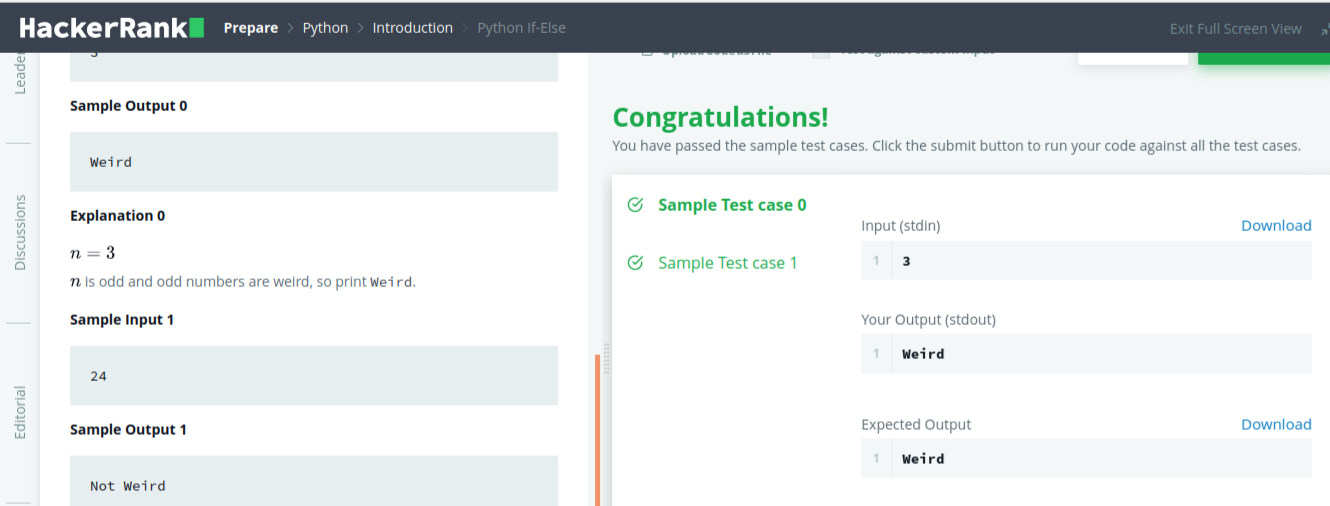 HackerRank Prepare > Python > Introduction > Python If-Else Exit Full Screen View
Leader
Discussions
Editorial
3
Sample Output 0
Weird
Explanation 0
n = 3
n is odd and odd numbers are weird, so print Weird.
Sample Input 1
24
Sample Output 1
Not Weird
Congratulations!
You have passed the sample test cases. Click the submit button to run your code against all the test cases.
Sample Test case 0
Sample Test case 1
Input (stdin) Download
1 3
Your Output (stdout)
1 Weird
Expected Output Download
1 Weird